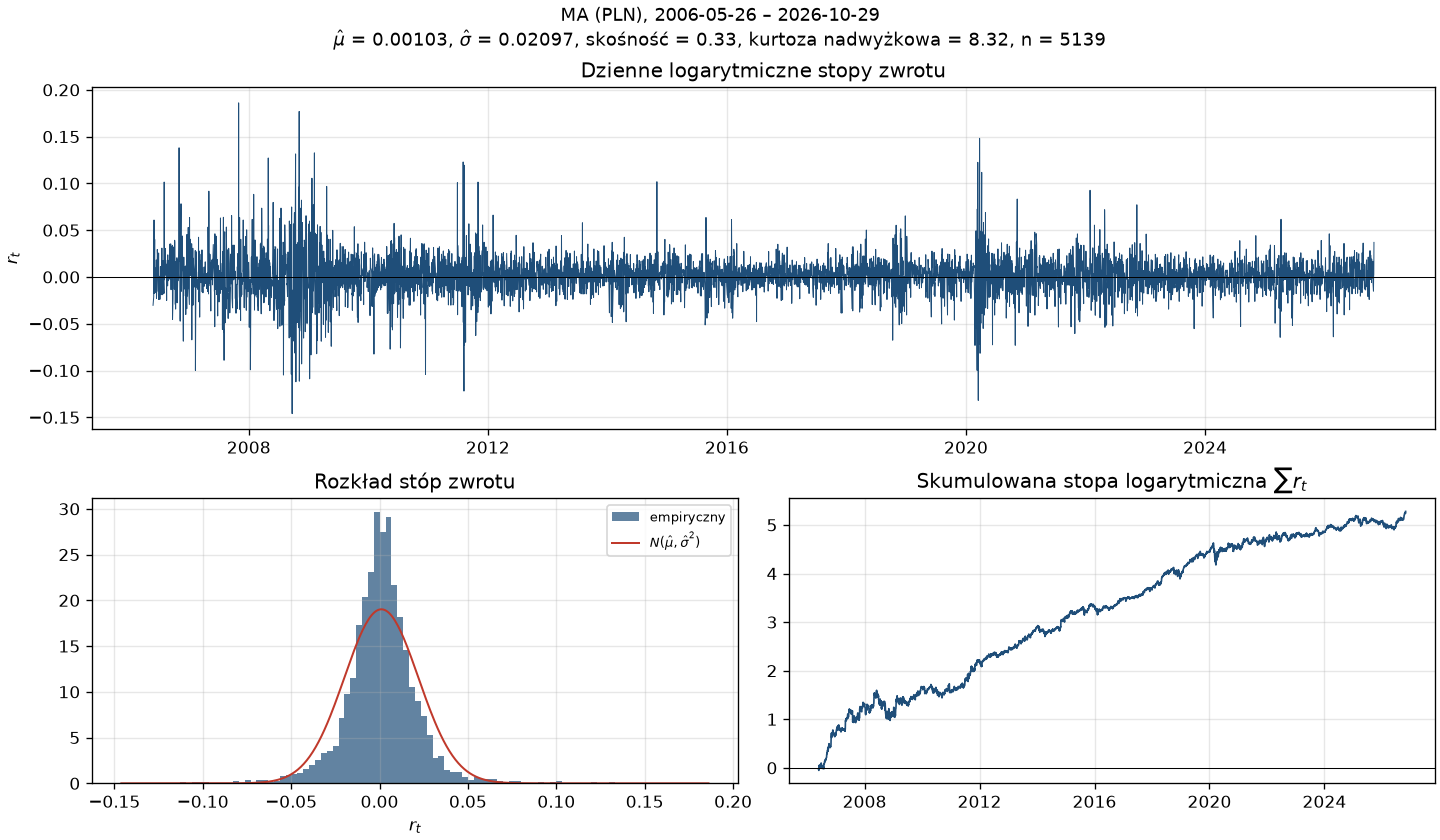 MA (PLN), 2006-05-26 – 2026-10-29
μ̂ = 0.00103, σ̂ = 0.02097, skośność = 0.33, kurtoza nadwyżkowa = 8.32, n = 5139
Dzienne logarytmiczne stopy zwrotu
0.20
0.15
0.10
0.05
0.00
−0.05
−0.10
−0.15
r_t
2008 2012 2016 2020 2024
Rozkład stóp zwrotu
30
25
20
15
10
5
0
empiryczny
N(μ̂, σ̂²)
−0.15 −0.10 −0.05 0.00 0.05 0.10 0.15 0.20
r_t
Skumulowana stopa logarytmiczna ∑r_t
5
4
3
2
1
0
2008 2012 2016 2020 2024